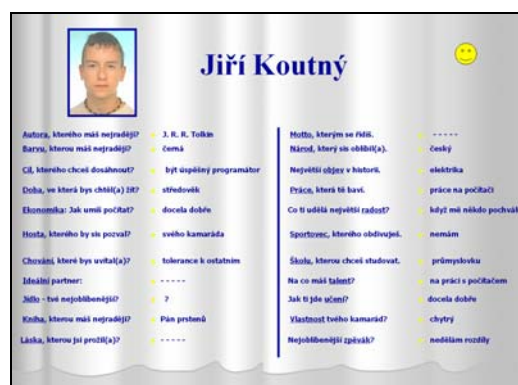 Jiří Koutný
Autora, kterého máš nejraději? J. R. R. Tolkin
Barvu, kterou máš nejraději? černá
Cíl, kterého chceš dosáhnout? být úspěšný programátor
Doba, ve která bys chtěl(a) žít? středověk
Ekonomika: Jak umíš počítat? docela dobře
Hosta, kterého by sis pozval? svého kamaráda
Chování, které bys uvítal(a)? tolerance k ostatním
Ideální partner: - - - - -
Jídlo - tvé nejoblíbenější? ?
Kniha, kterou máš nejraději? Pán prstenů
Láska, kterou jsi prožil(a)? - - - - -
Motto, kterým se řídíš. - - - - -
Národ, který sis oblíbil(a). český
Největší objev v historii. elektrika
Práce, která tě baví. práce na počítači
Co ti udělá největší radost? když mě někdo pochválí
Sportovec, kterého obdivuješ. nemám
Školu, kterou chceš studovat. průmyslovku
Na co máš talent? na práci s počítačem
Jak ti jde učení? docela dobře
Vlastnost tvého kamarád? chytrý
Nejoblíbenější zpěvák? nedělám rozdíly